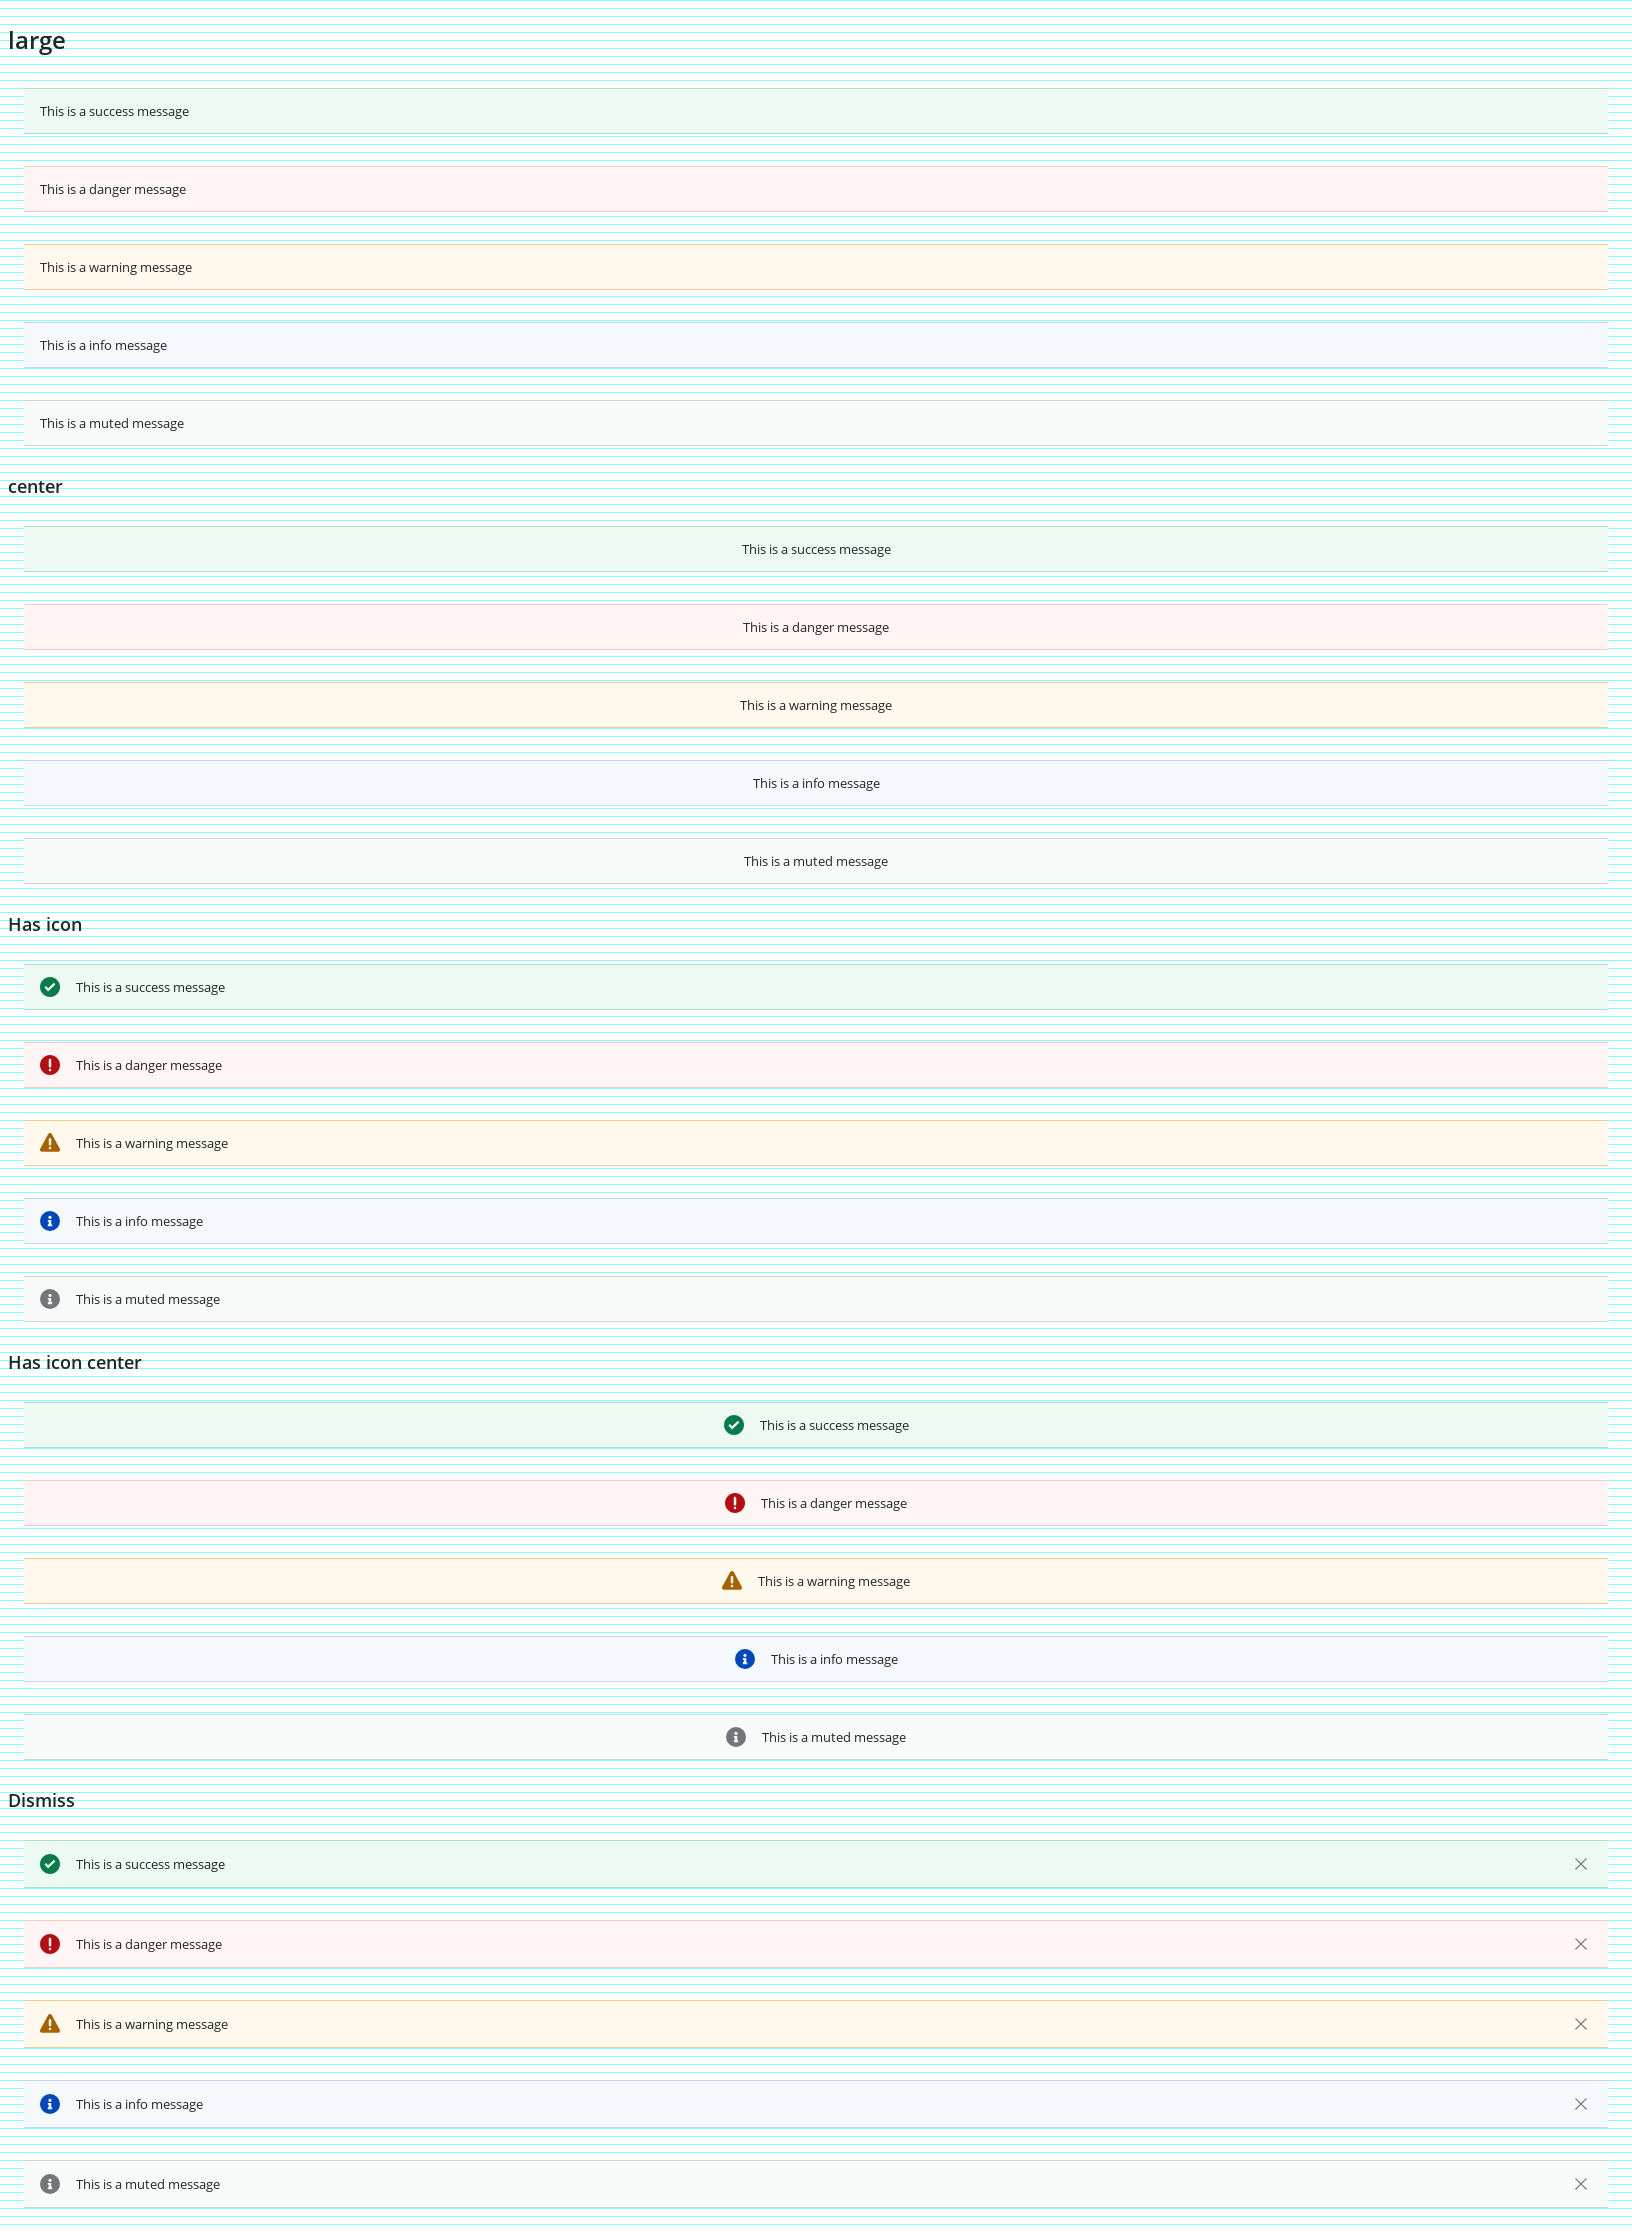 large
This is a success message
This is a danger message
This is a warning message
This is a info message
This is a muted message
center
This is a success message
This is a danger message
This is a warning message
This is a info message
This is a muted message
Has icon
This is a success message
This is a danger message
This is a warning message
This is a info message
This is a muted message
Has icon center
This is a success message
This is a danger message
This is a warning message
This is a info message
This is a muted message
Dismiss
This is a success message
This is a danger message
This is a warning message
This is a info message
This is a muted message